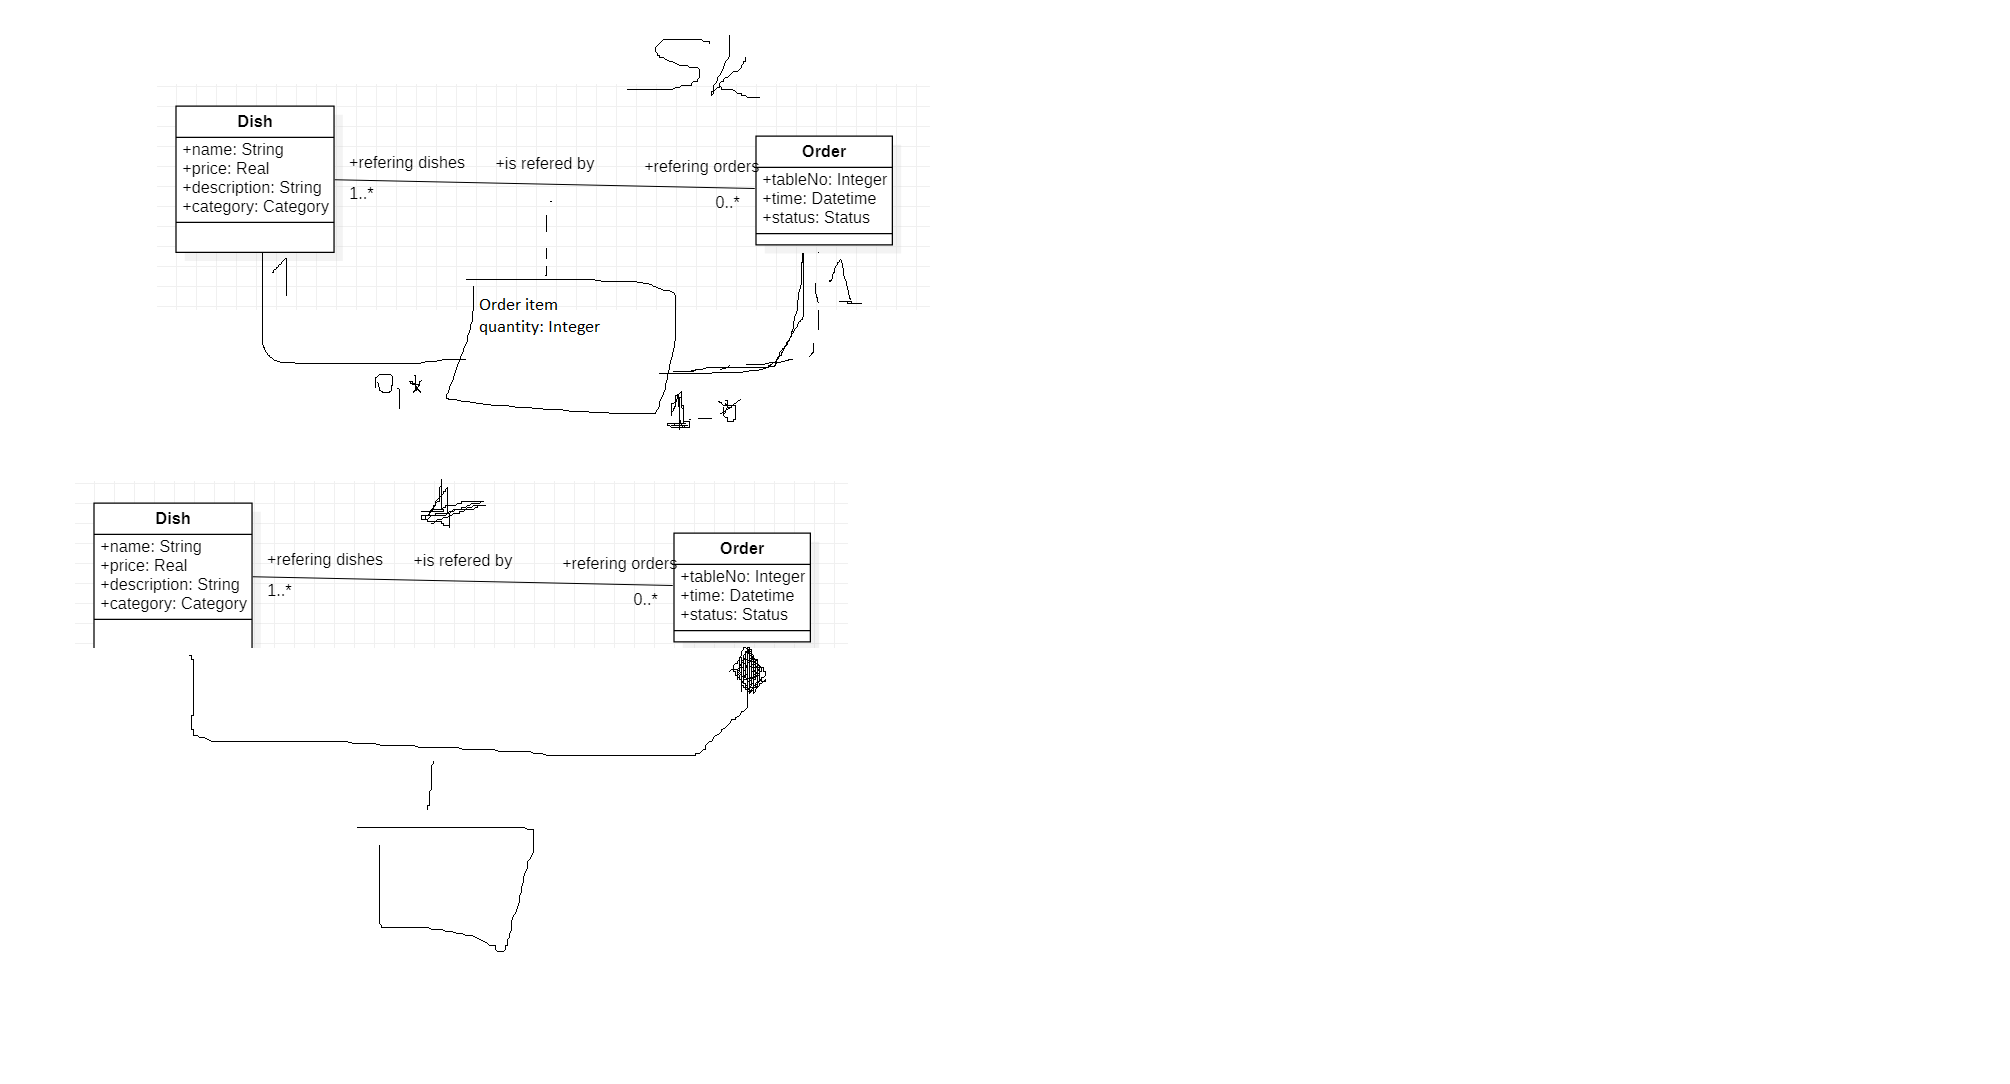 5k
Dish
+name: String
+price: Real
+description: String
+category: Category
+refering dishes +is refered by +refering orders
1..* 0..*
Order
+tableNo: Integer
+time: Datetime
+status: Status
1 1
Order item
quantity: Integer
0,* 1_*
Dish
+name: String
+price: Real
+description: String
+category: Category
+refering dishes +is refered by +refering orders
1..* 0..*
Order
+tableNo: Integer
+time: Datetime
+status: Status